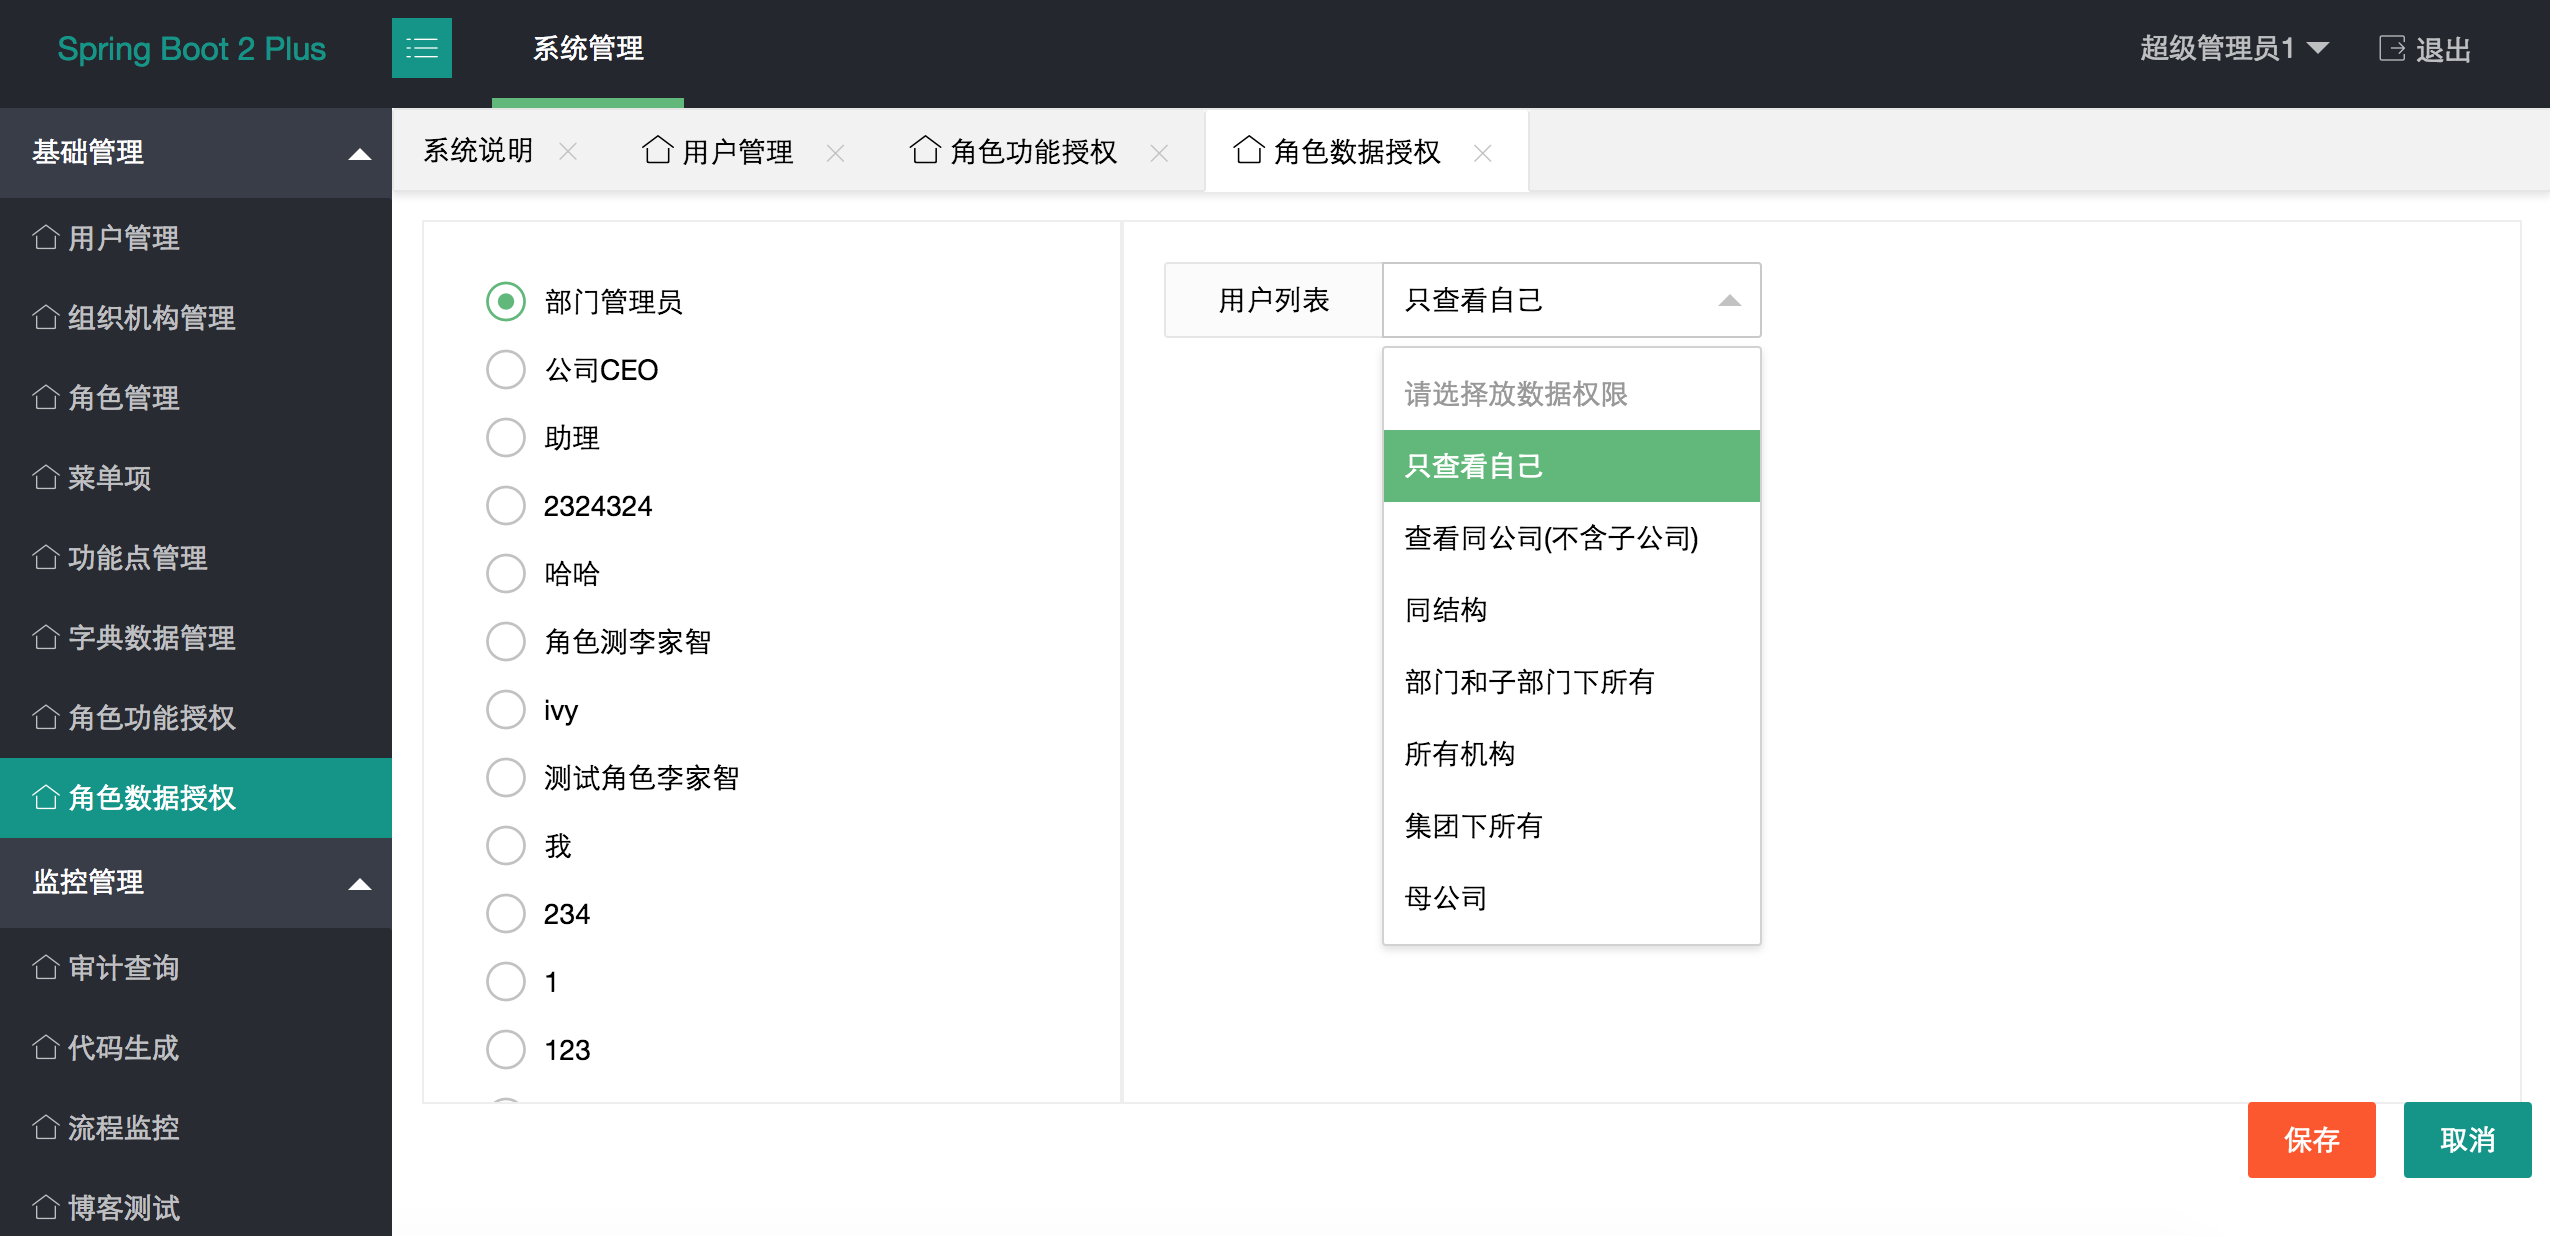 Spring Boot 2 Plus
系统管理
超级管理员1
退出
基础管理
用户管理
组织机构管理
角色管理
菜单项
功能点管理
字典数据管理
角色功能授权
角色数据授权
监控管理
审计查询
代码生成
流程监控
博客测试
系统说明
用户管理
角色功能授权
角色数据授权
部门管理员
公司CEO
助理
2324324
哈哈
角色测李家智
ivy
测试角色李家智
我
234
1
123
用户列表
只查看自己
请选择放数据权限
只查看自己
查看同公司(不含子公司)
同结构
部门和子部门下所有
所有机构
集团下所有
母公司
保存
取消